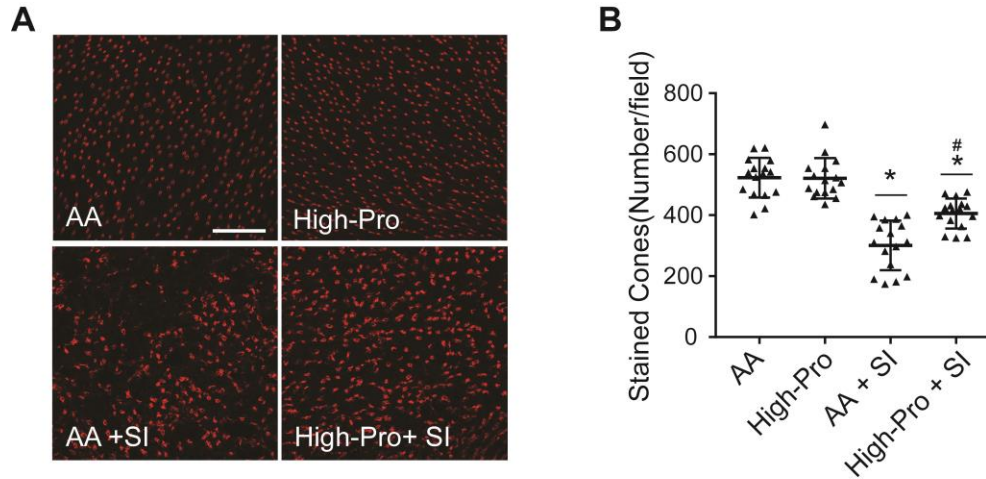 A
AA
High-Pro
AA +SI
High-Pro+ SI
B
Stained Cones(Number/field)
800
600
400
200
0
*
#
*
AA
High-Pro
AA + SI
High-Pro + SI